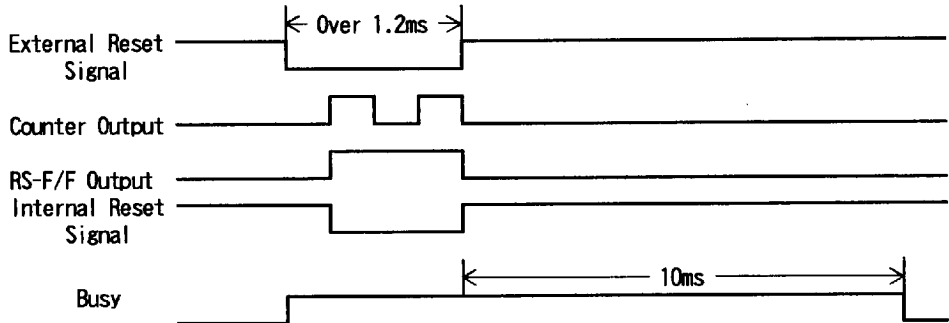 Over 1.2ms
External Reset
Signal
Counter Output
RS-F/F Output
Internal Reset
Signal
10ms
Busy